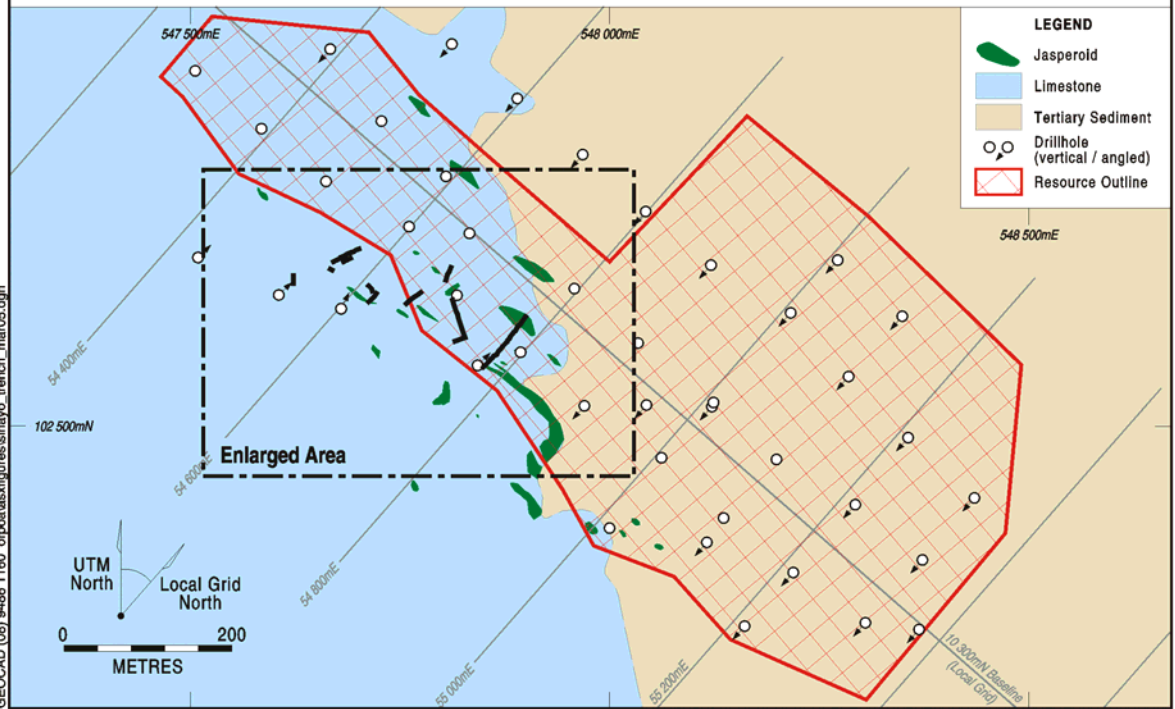 547 500mE
548 000mE
LEGEND
Jasperoid
Limestone
Tertiary Sediment
Drillhole
(vertical / angled)
Resource Outline
548 500mE
54 400mE
102 500mN
Enlarged Area
54 600mE
UTM
North
Local Grid
North
54 800mE
0 200
METRES
55 000mE
55 200mE
10 300mN Baseline
(Local Grid)